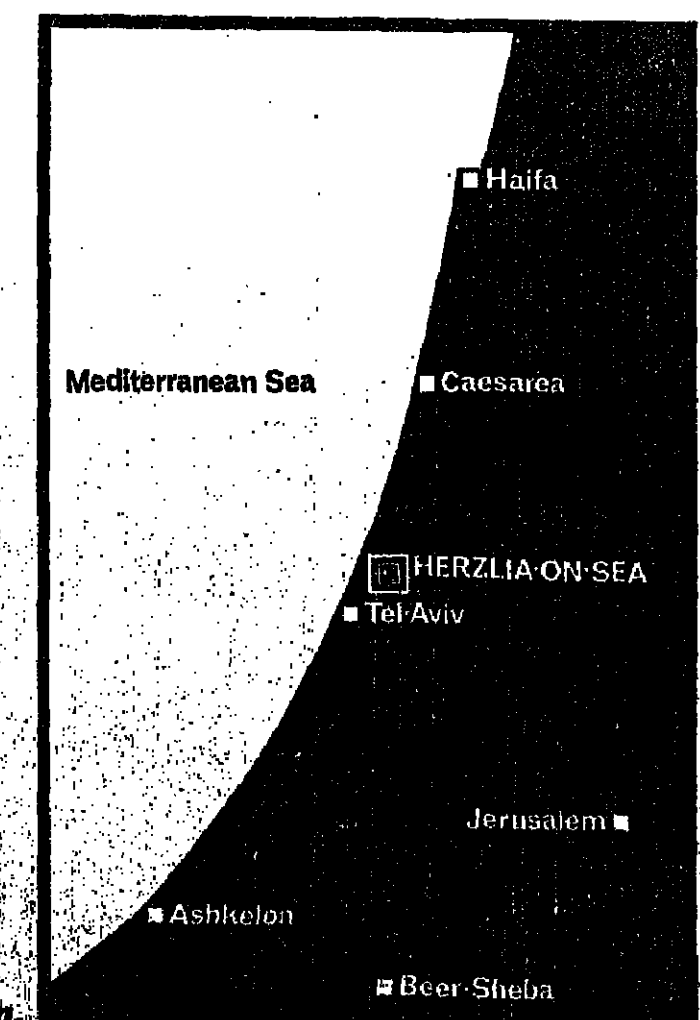 Haifa
Mediterranean Sea
Caesarea
HERZLIA·ON·SEA
Tel·Aviv
Jerusalem
Ashkelon
Beer·Sheba